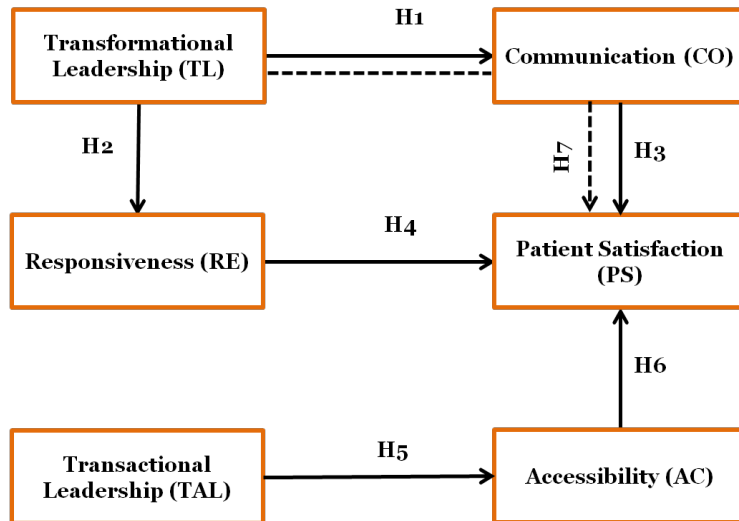 H1
Transformational
Leadership (TL)
Communication (CO)
H2
H7
H3
Responsiveness (RE)
H4
Patient Satisfaction
(PS)
H6
Transactional
Leadership (TAL)
H5
Accessibility (AC)